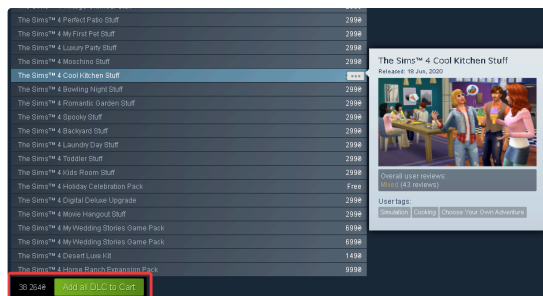 The Sims™ 4 Perfect Patio Stuff 299₴
The Sims™ 4 My First Pet Stuff 299₴
The Sims™ 4 Luxury Party Stuff 299₴
The Sims™ 4 Moschino Stuff 299₴
The Sims™ 4 Cool Kitchen Stuff
The Sims™ 4 Bowling Night Stuff 299₴
The Sims™ 4 Romantic Garden Stuff 299₴
The Sims™ 4 Spooky Stuff 299₴
The Sims™ 4 Backyard Stuff 299₴
The Sims™ 4 Laundry Day Stuff 299₴
The Sims™ 4 Toddler Stuff 299₴
The Sims™ 4 Kids Room Stuff 299₴
The Sims™ 4 Holiday Celebration Pack Free
The Sims™ 4 Digital Deluxe Upgrade 299₴
The Sims™ 4 Movie Hangout Stuff 299₴
The Sims™ 4 My Wedding Stories Game Pack 699₴
The Sims™ 4 My Wedding Stories Game Pack 699₴
The Sims™ 4 Desert Luxe Kit 149₴
The Sims™ 4 Horse Ranch Expansion Pack 999₴
38 264₴ Add all DLC to Cart
The Sims™ 4 Cool Kitchen Stuff
Released: 18 Jun, 2020
Overall user reviews:
Mixed (43 reviews)
User tags:
Simulation Cooking Choose Your Own Adventure